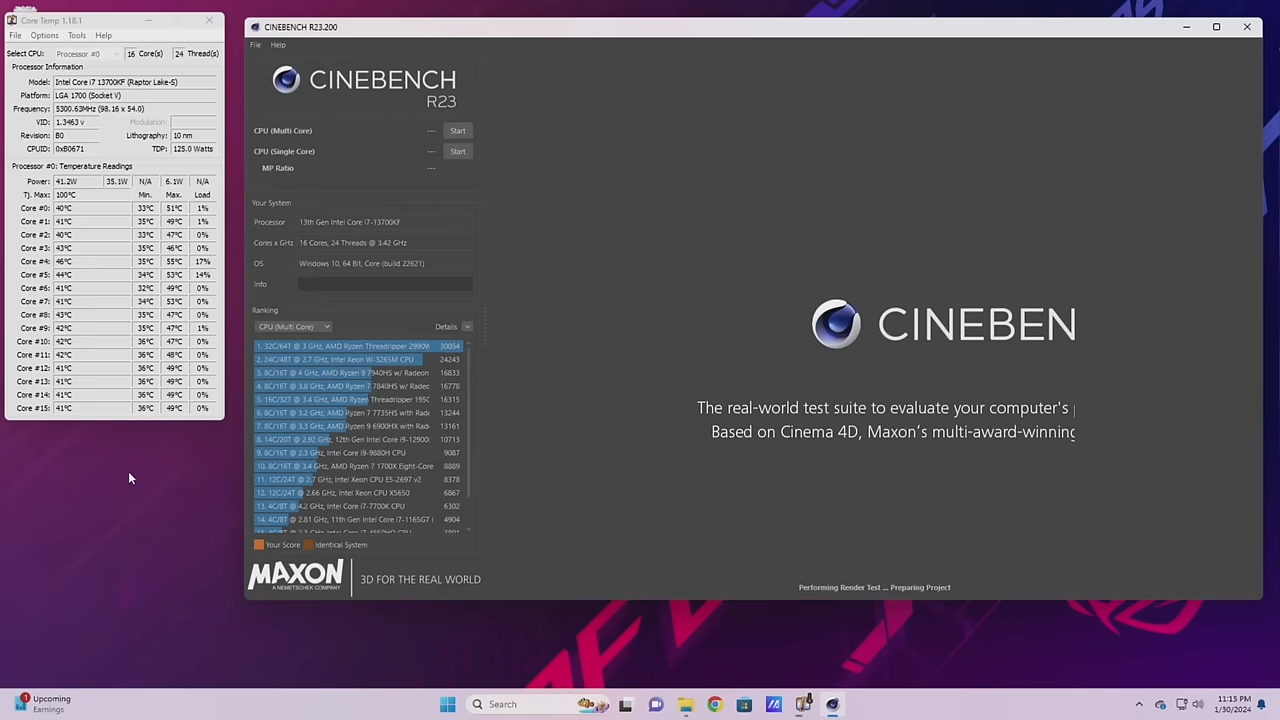 Core Temp 1.18.1
File Options Tools Help
Select CPU: Processor #0 16 Core(s) 24 Thread(s)
Processor Information
Model: Intel Core i7 13700KF (Raptor Lake-S)
Platform: LGA 1700 (Socket V)
Frequency: 5300.63MHz (98.16 x 54.0)
VID: 1.3463 v Modulation:
Revision: B0 Lithography: 10 nm
CPUID: 0xB0671 TDP: 125.0 Watts
Processor #0: Temperature Readings
Power: 41.2W 35.1W N/A 6.1W N/A
Tj. Max: 100°C Min. Max. Load
Core #0: 40°C 33°C 51°C 1%
Core #1: 41°C 35°C 49°C 1%
Core #2: 40°C 33°C 47°C 0%
Core #3: 43°C 35°C 46°C 0%
Core #4: 46°C 35°C 55°C 17%
Core #5: 44°C 34°C 53°C 14%
Core #6: 41°C 32°C 49°C 0%
Core #7: 41°C 34°C 53°C 0%
Core #8: 42°C 35°C 47°C 0%
Core #9: 42°C 35°C 47°C 1%
Core #10: 42°C 36°C 47°C 0%
Core #11: 42°C 36°C 48°C 0%
Core #12: 41°C 36°C 49°C 0%
Core #13: 41°C 36°C 49°C 0%
Core #14: 41°C 36°C 49°C 0%
Core #15: 41°C 36°C 49°C 0%
CINEBENCH R23.200
File Help
CINEBENCH
R23
CPU (Multi Core) --- Start
CPU (Single Core) --- Start
MP Ratio ---
Your System
Processor 13th Gen Intel Core i7-13700KF
Cores x GHz 16 Cores, 24 Threads @ 3.42 GHz
OS Windows 10, 64 Bit, Core (build 22621)
Info
Ranking
CPU (Multi Core) Details
1. 32C/64T @ 3 GHz, AMD Ryzen Threadripper 2990W 30054
2. 24C/48T @ 2.7 GHz, Intel Xeon W-3265M CPU 24243
3. 8C/16T @ 4 GHz, AMD Ryzen 9 7940HS w/ Radeon 16833
4. 8C/16T @ 3.8 GHz, AMD Ryzen 7 7840HS w/ Radec 16778
5. 16C/32T @ 3.4 GHz, AMD Ryzen Threadripper 195C 16315
6. 8C/16T @ 3.2 GHz, AMD Ryzen 7 7735HS with Rade 13244
7. 8C/16T @ 3.3 GHz, AMD Ryzen 9 6900HX with Rad 13161
8. 14C/20T @ 2.92 GHz, 12th Gen Intel Core i9-12900 10713
9. 8C/16T @ 2.3 GHz, Intel Core i9-9880H CPU 9087
10. 8C/16T @ 3.4 GHz, AMD Ryzen 7 1700X Eight-Core 8889
11. 12C/24T @ 2.7 GHz, Intel Xeon CPU E5-2697 v2 8378
12. 12C/24T @ 2.66 GHz, Intel Xeon CPU X5650 6867
13. 4C/8T @ 4.2 GHz, Intel Core i7-7700K CPU 6302
14. 4C/8T @ 2.81 GHz, 11th Gen Intel Core i7-1165G7 4904
Your Score Identical System
MAXON
A NEMETSCHEK COMPANY
3D FOR THE REAL WORLD
CINEBEN
The real-world test suite to evaluate your computer's
Based on Cinema 4D, Maxon's multi-award-winning
Performing Render Test ... Preparing Project
1
Upcoming
Earnings
Search
11:15 PM
1/30/2024